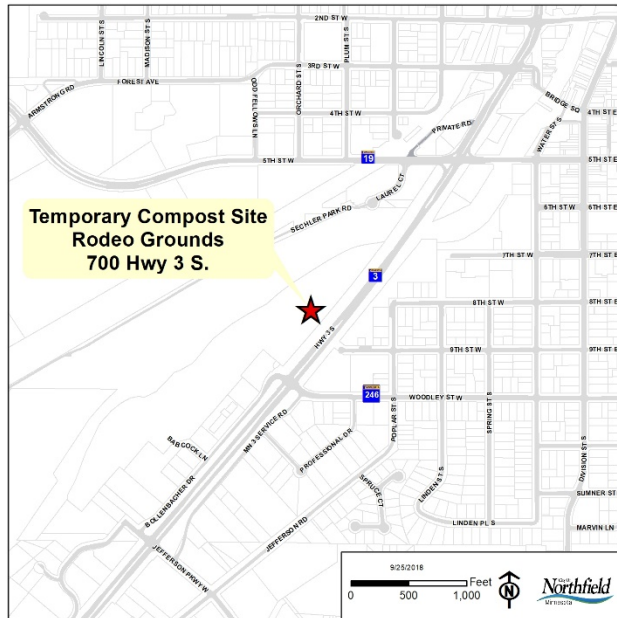 2ND ST W
LINCOLN ST
MADISON ST
ORCHARD ST S
PLUM ST S
3RD ST W
FOREST AVE
ARMSTRONG RD
ODD FELLOWS LN
4TH ST W
PRIVATE RD
BRIDGE SQ
WATER ST S
4TH ST E
5TH ST W
19
5TH ST E
LAUREL CT
SECHLER PARK RD
6TH ST W
6TH ST E
Temporary Compost Site
Rodeo Grounds
700 Hwy 3 S.
7TH ST W
7TH ST E
3
8TH ST W
8TH ST E
HWY 3 S
9TH ST W
9TH ST E
246
WOODLEY ST W
MN 3 SERVICE RD
POPLAR ST S
SPRING ST S
DIVISION ST S
BABCOCK LN
PROFESSIONAL DR
BOLLENBACHER DR
SPRUCE CT
LINDEN ST S
SUMNER ST
JEFFERSON RD
LINDEN PL S
MARVIN LN
JEFFERSON PKWY W
9/25/2018
Feet
0 500 1,000
N
City of
Northfield
Minnesota